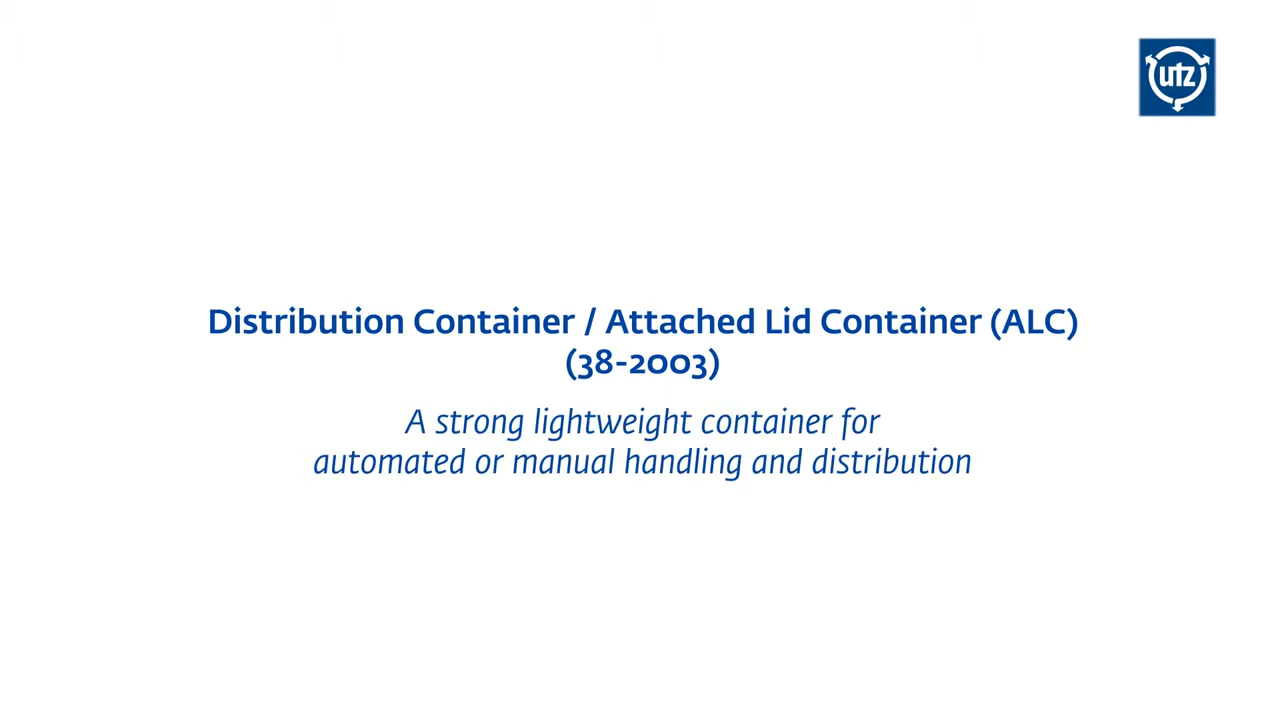 utz
Distribution Container / Attached Lid Container (ALC)
(38-2003)
A strong lightweight container for
automated or manual handling and distribution